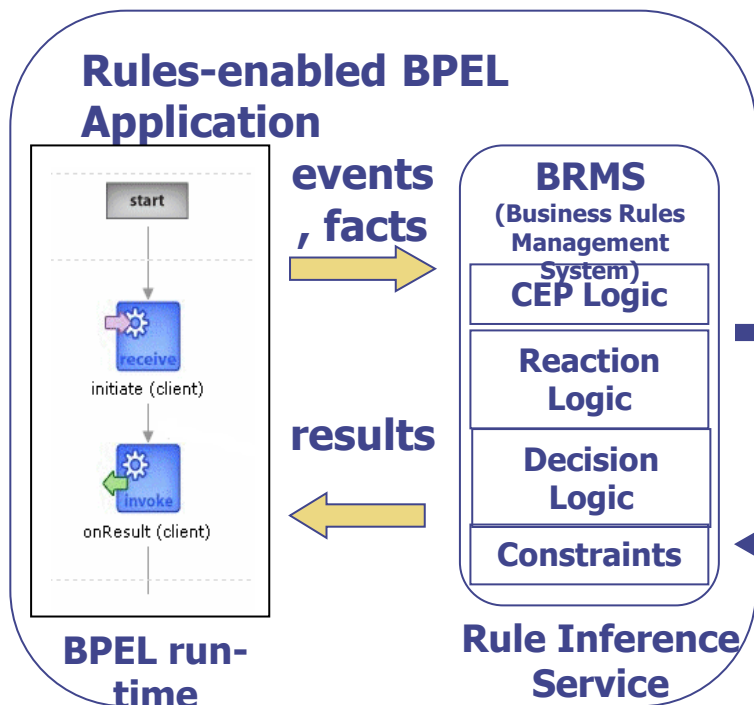 Rules-enabled BPEL
Application
start
receive
initiate (client)
invoke
onResult (client)
BPEL run-
time
events
, facts
results
BRMS
(Business Rules
Management
System)
CEP Logic
Reaction
Logic
Decision
Logic
Constraints
Rule Inference
Service